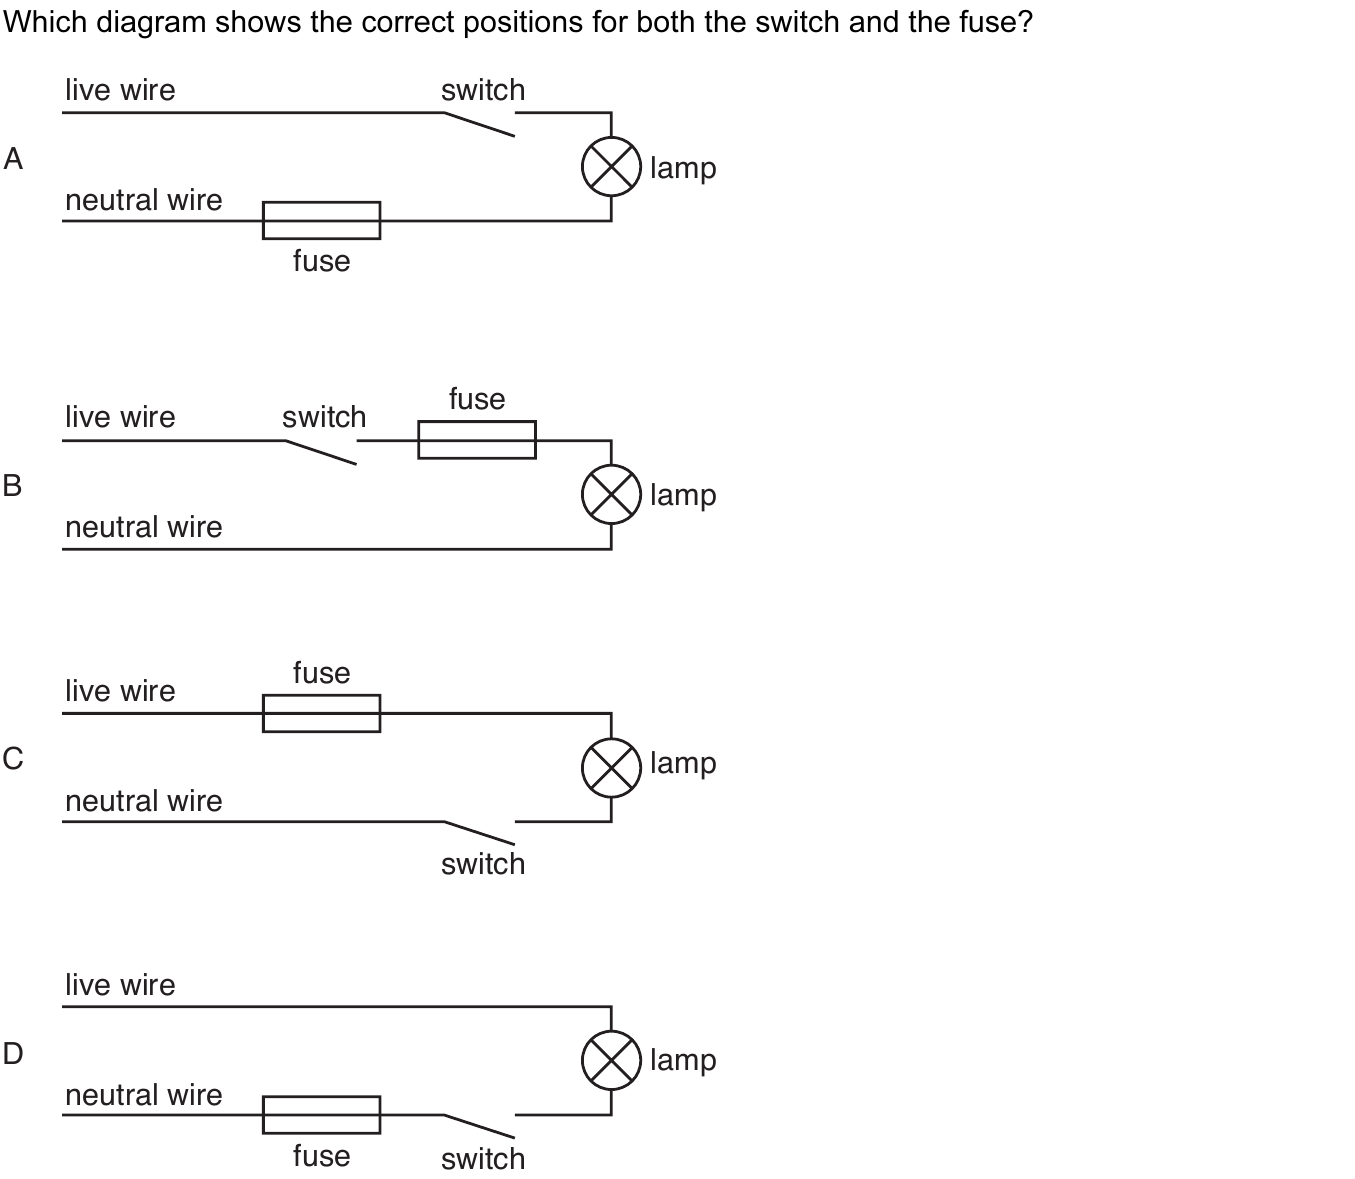 Which diagram shows the correct positions for both the switch and the fuse?
live wire switch
A
lamp
neutral wire
fuse
fuse
live wire switch
B
lamp
neutral wire
fuse
live wire
C
lamp
neutral wire
switch
live wire
D
lamp
neutral wire
fuse switch